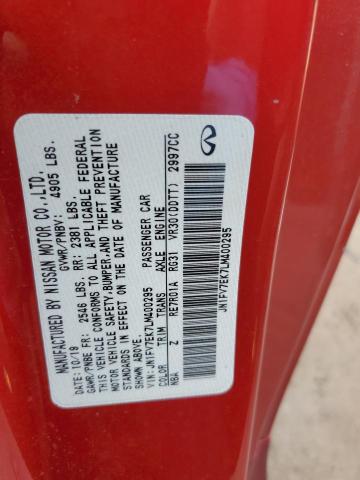 MANUFACTURED BY NISSAN MOTOR CO., LTD.
10/19 GVWR/PNBV: 4905 LBS.
GAWR/PNBE FR: 2546 LBS. RR: 2381 LBS.
THIS VEHICLE CONFORMS TO ALL APPLICABLE FEDERAL
MOTOR VEHICLE SAFETY, BUMPER, AND THEFT PREVENTION
STANDARDS IN EFFECT ON THE DATE OF MANUFACTURE
SHOWN ABOVE.
VIN: JN1FV7EK7LM400295 PASSENGER CAR
COLOR TRIM TRANS AXLE ENGINE
NBA Z RE7R01A RG31 VR30(DDTT) 2997CC
JN1FV7EK7LM400295